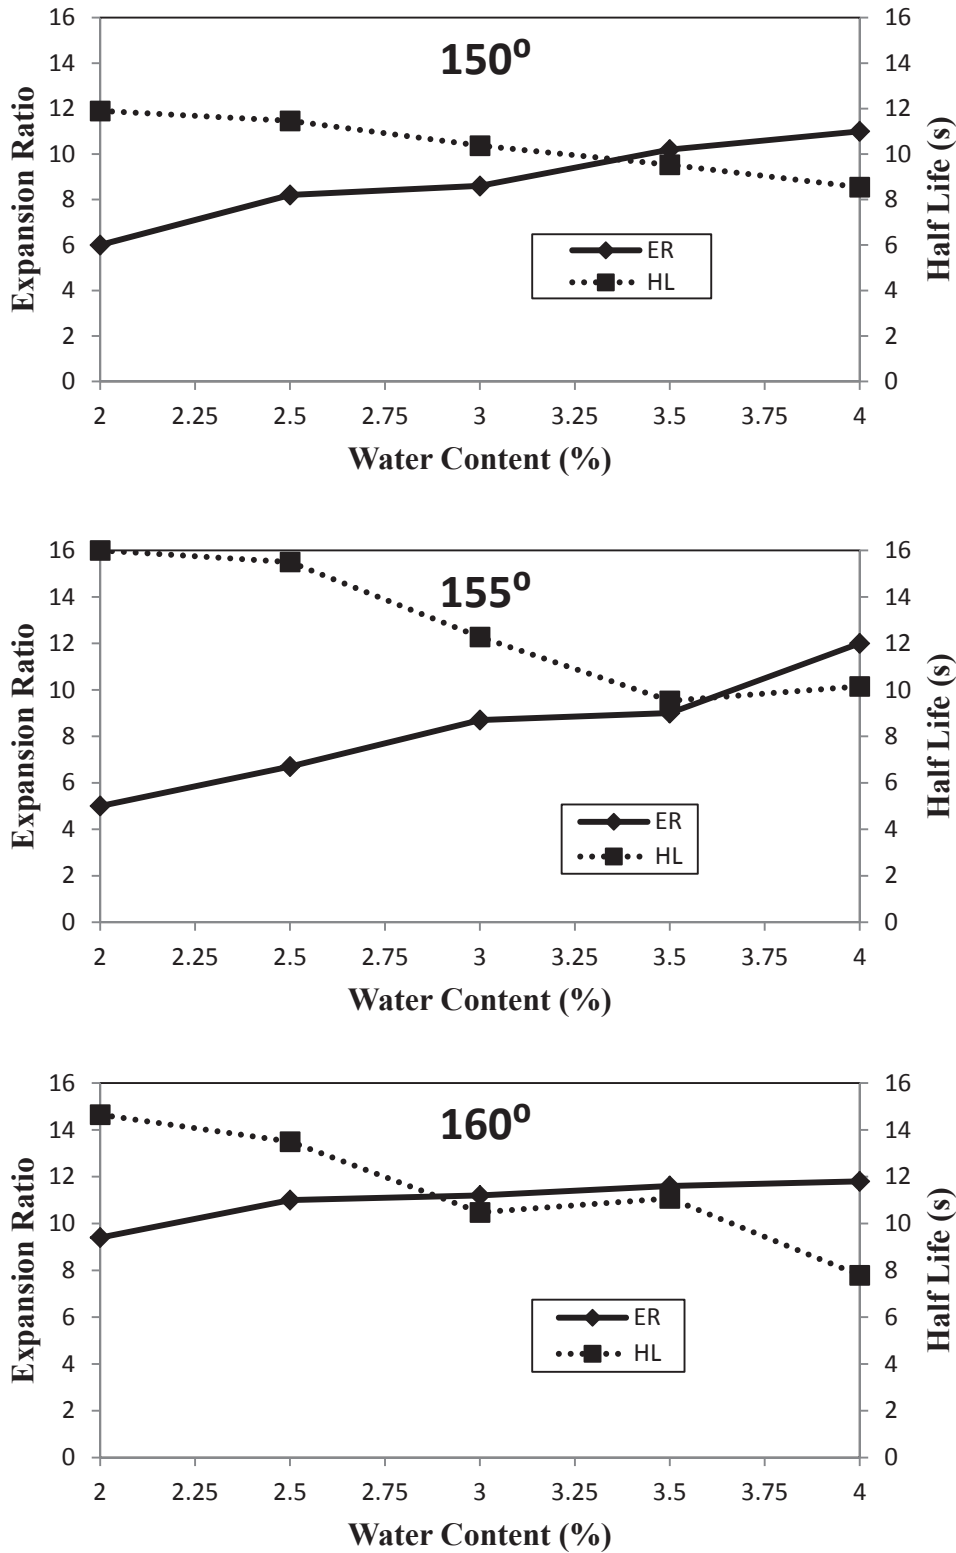 150⁰
16 16
14 14
12 12
10 10
8 8
6 6
4 4
2 2
0 0
Expansion Ratio
Half Life (s)
ER
HL
2 2.25 2.5 2.75 3 3.25 3.5 3.75 4
Water Content (%)
155⁰
16 16
14 14
12 12
10 10
8 8
6 6
4 4
2 2
0 0
Expansion Ratio
Half Life (s)
ER
HL
2 2.25 2.5 2.75 3 3.25 3.5 3.75 4
Water Content (%)
160⁰
16 16
14 14
12 12
10 10
8 8
6 6
4 4
2 2
0 0
Expansion Ratio
Half Life (s)
ER
HL
2 2.25 2.5 2.75 3 3.25 3.5 3.75 4
Water Content (%)